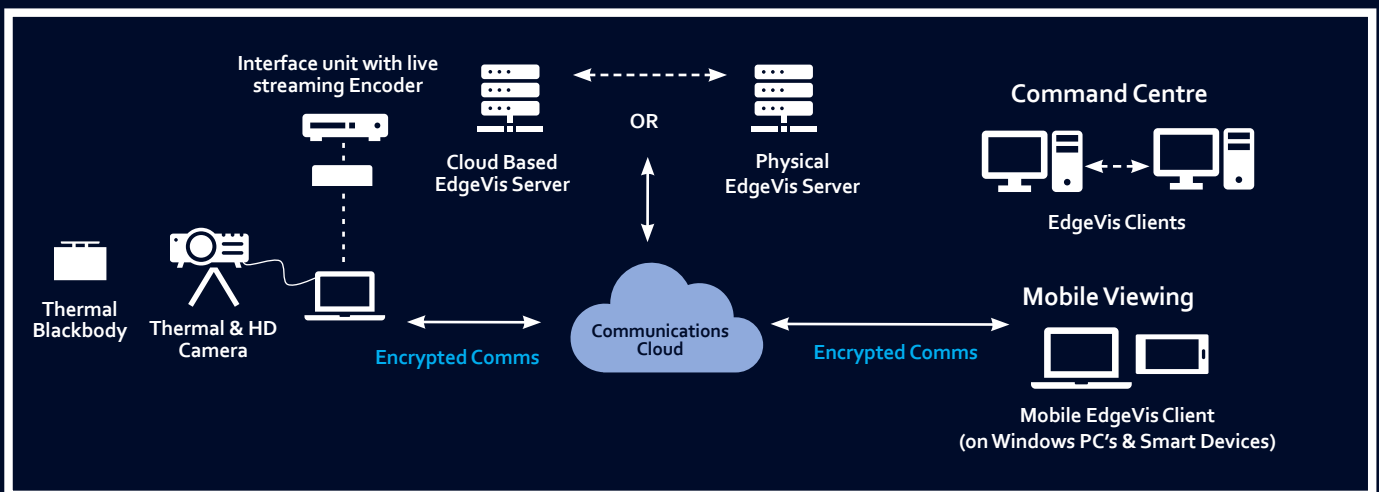 Interface unit with live
streaming Encoder
OR
Cloud Based
EdgeVis Server
Physical
EdgeVis Server
Command Centre
EdgeVis Clients
Thermal
Blackbody
Thermal & HD
Camera
Encrypted Comms
Communications
Cloud
Encrypted Comms
Mobile Viewing
Mobile EdgeVis Client
(on Windows PC's & Smart Devices)